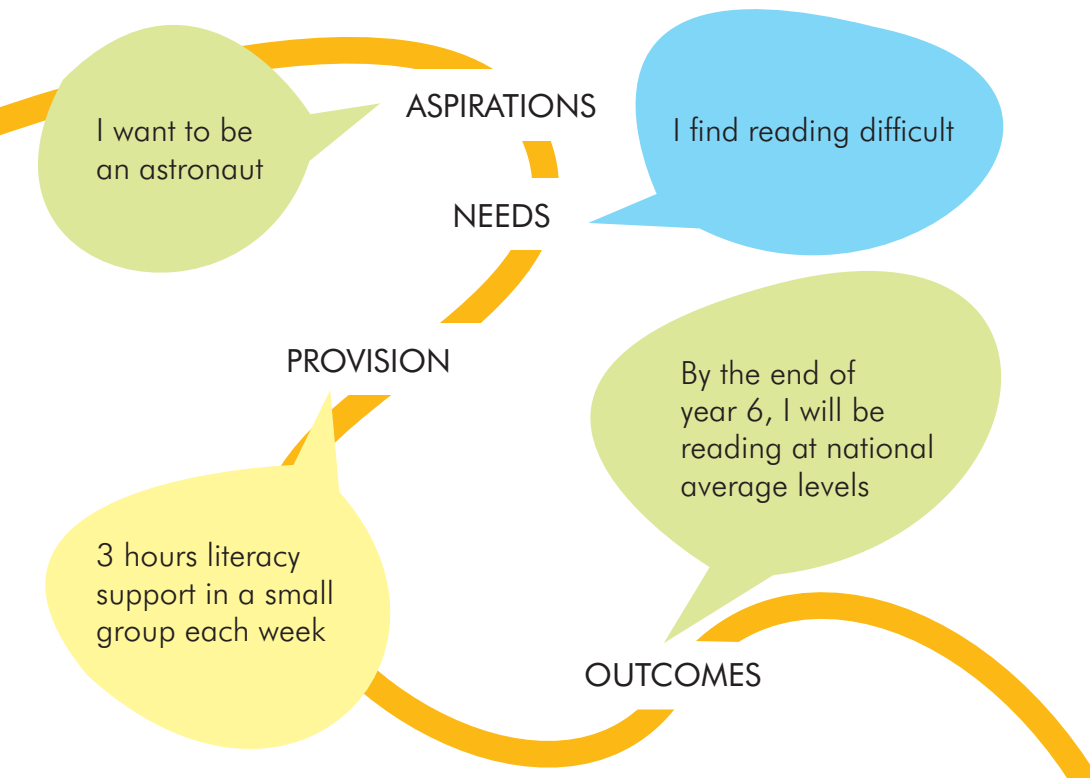 I want to be
an astronaut
ASPIRATIONS
I find reading difficult
NEEDS
PROVISION
3 hours literacy
support in a small
group each week
By the end of
year 6, I will be
reading at national
average levels
OUTCOMES